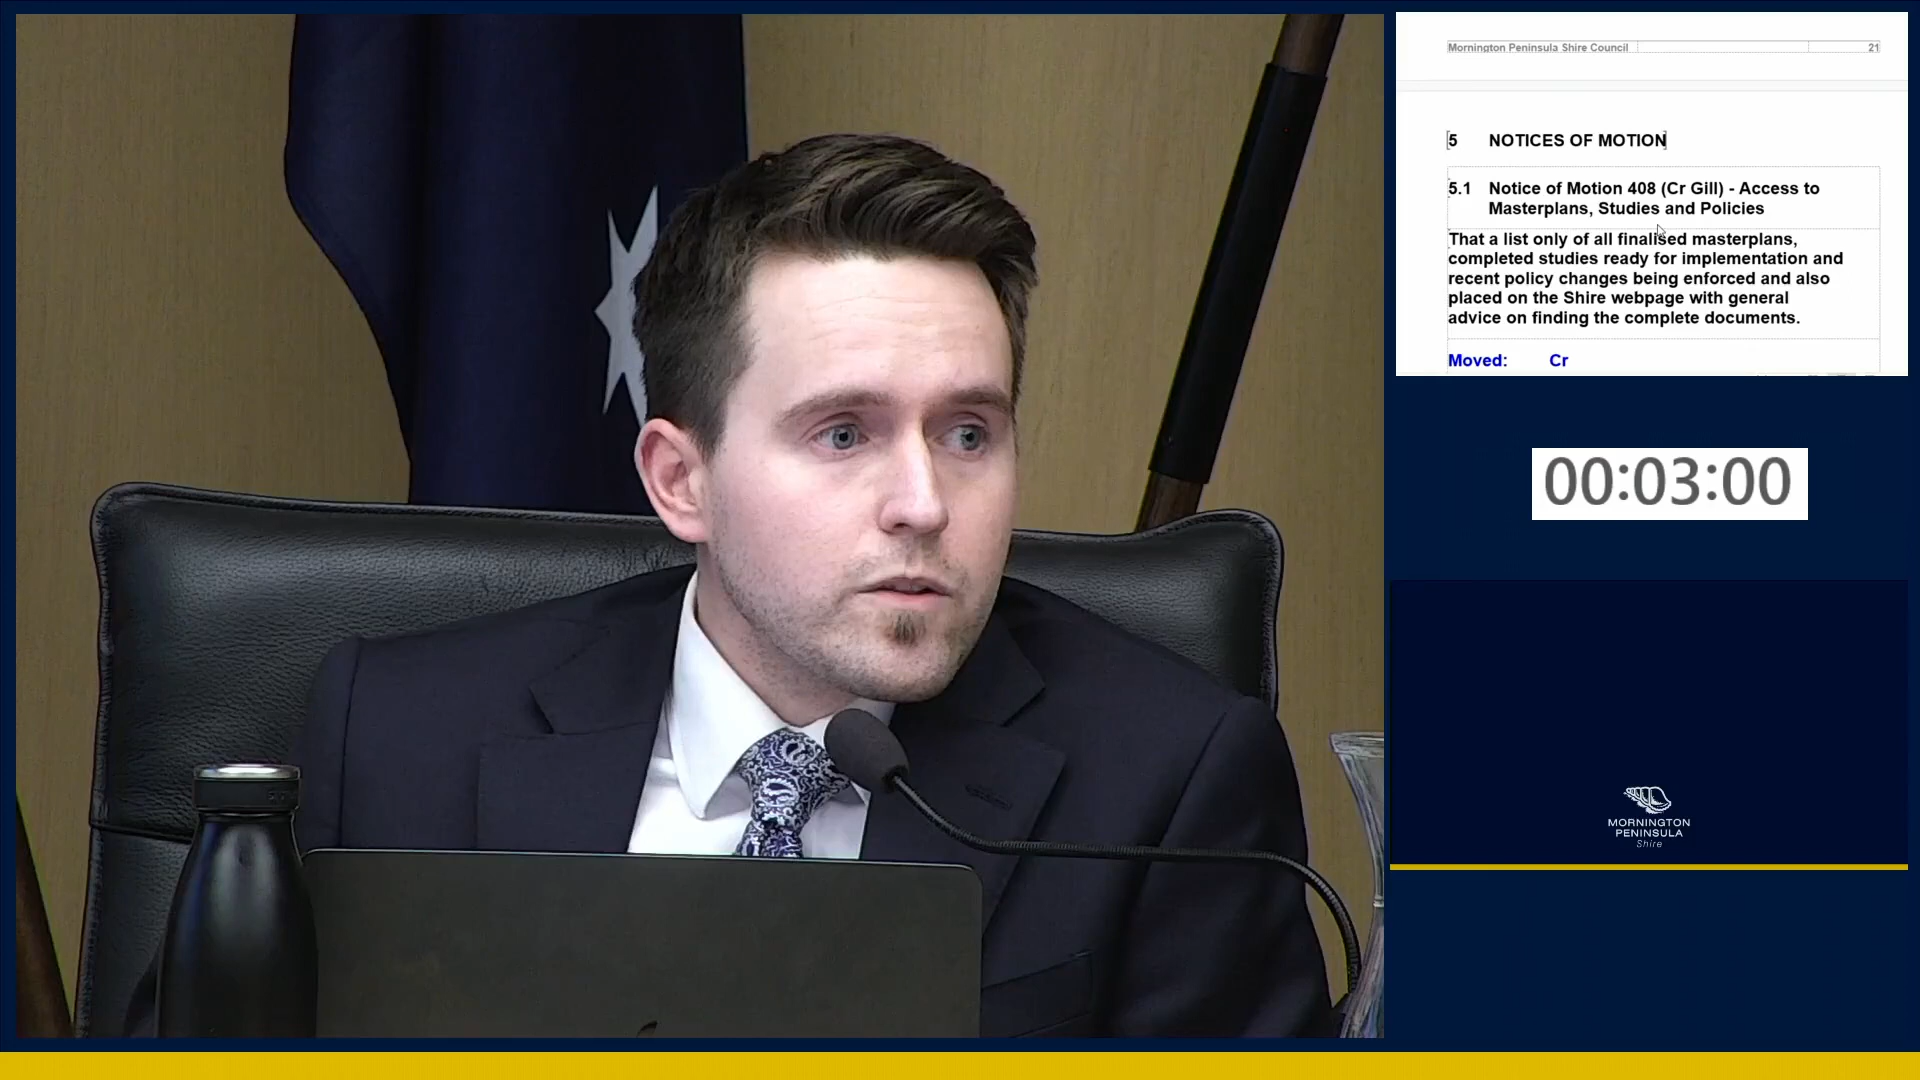 Mornington Peninsula Shire Council 21
5 NOTICES OF MOTION
5.1 Notice of Motion 408 (Cr Gill) - Access to
Masterplans, Studies and Policies
That a list only of all finalised masterplans,
completed studies ready for implementation and
recent policy changes being enforced and also
placed on the Shire webpage with general
advice on finding the complete documents.
Moved: Cr
00:03:00
MORNINGTON
PENINSULA
Shire